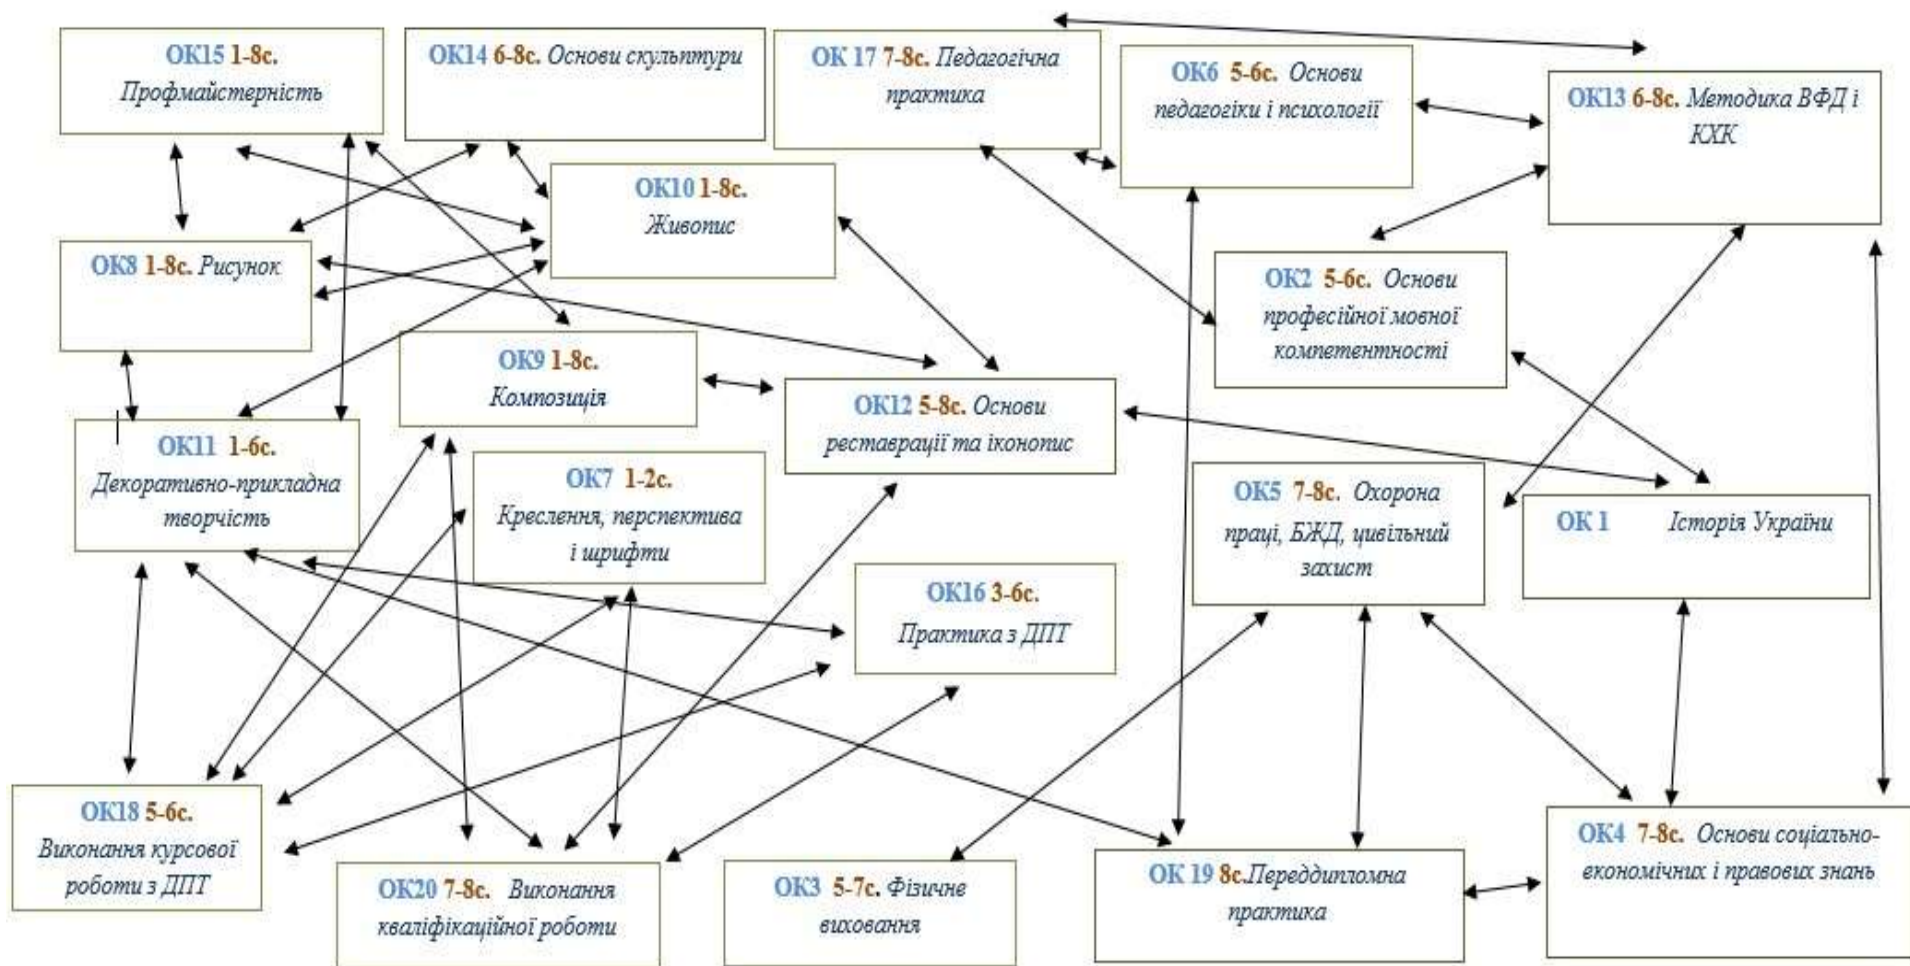 ОК15 1-8с.
Профмайстерність
ОК14 6-8с. Основи скульптури
ОК 17 7-8с. Педагогічна
практика
ОК6 5-6с. Основи
педагогіки і психології
ОК13 6-8с. Методика ВФД і
КХК
ОК10 1-8с.
Живопис
ОК8 1-8с. Рисунок
ОК2 5-6с. Основи
професійної мовної
компетентності
ОК9 1-8с.
Композиція
ОК12 5-8с. Основи
реставрації та іконопис
ОК11 1-6с.
Декоративно-прикладна
творчість
ОК7 1-2с.
Креслення, перспектива
і шрифти
ОК5 7-8с. Охорона
праці, БЖД, цивільний
захист
ОК 1 Історія України
ОК16 3-6с.
Практика з ДПТ
ОК18 5-6с.
Виконання курсової
роботи з ДПТ
ОК20 7-8с. Виконання
кваліфікаційної роботи
ОК3 5-7с. Фізичне
виховання
ОК 19 8с.Переддипломна
практика
ОК4 7-8с. Основи соціально-
економічних і правових знань